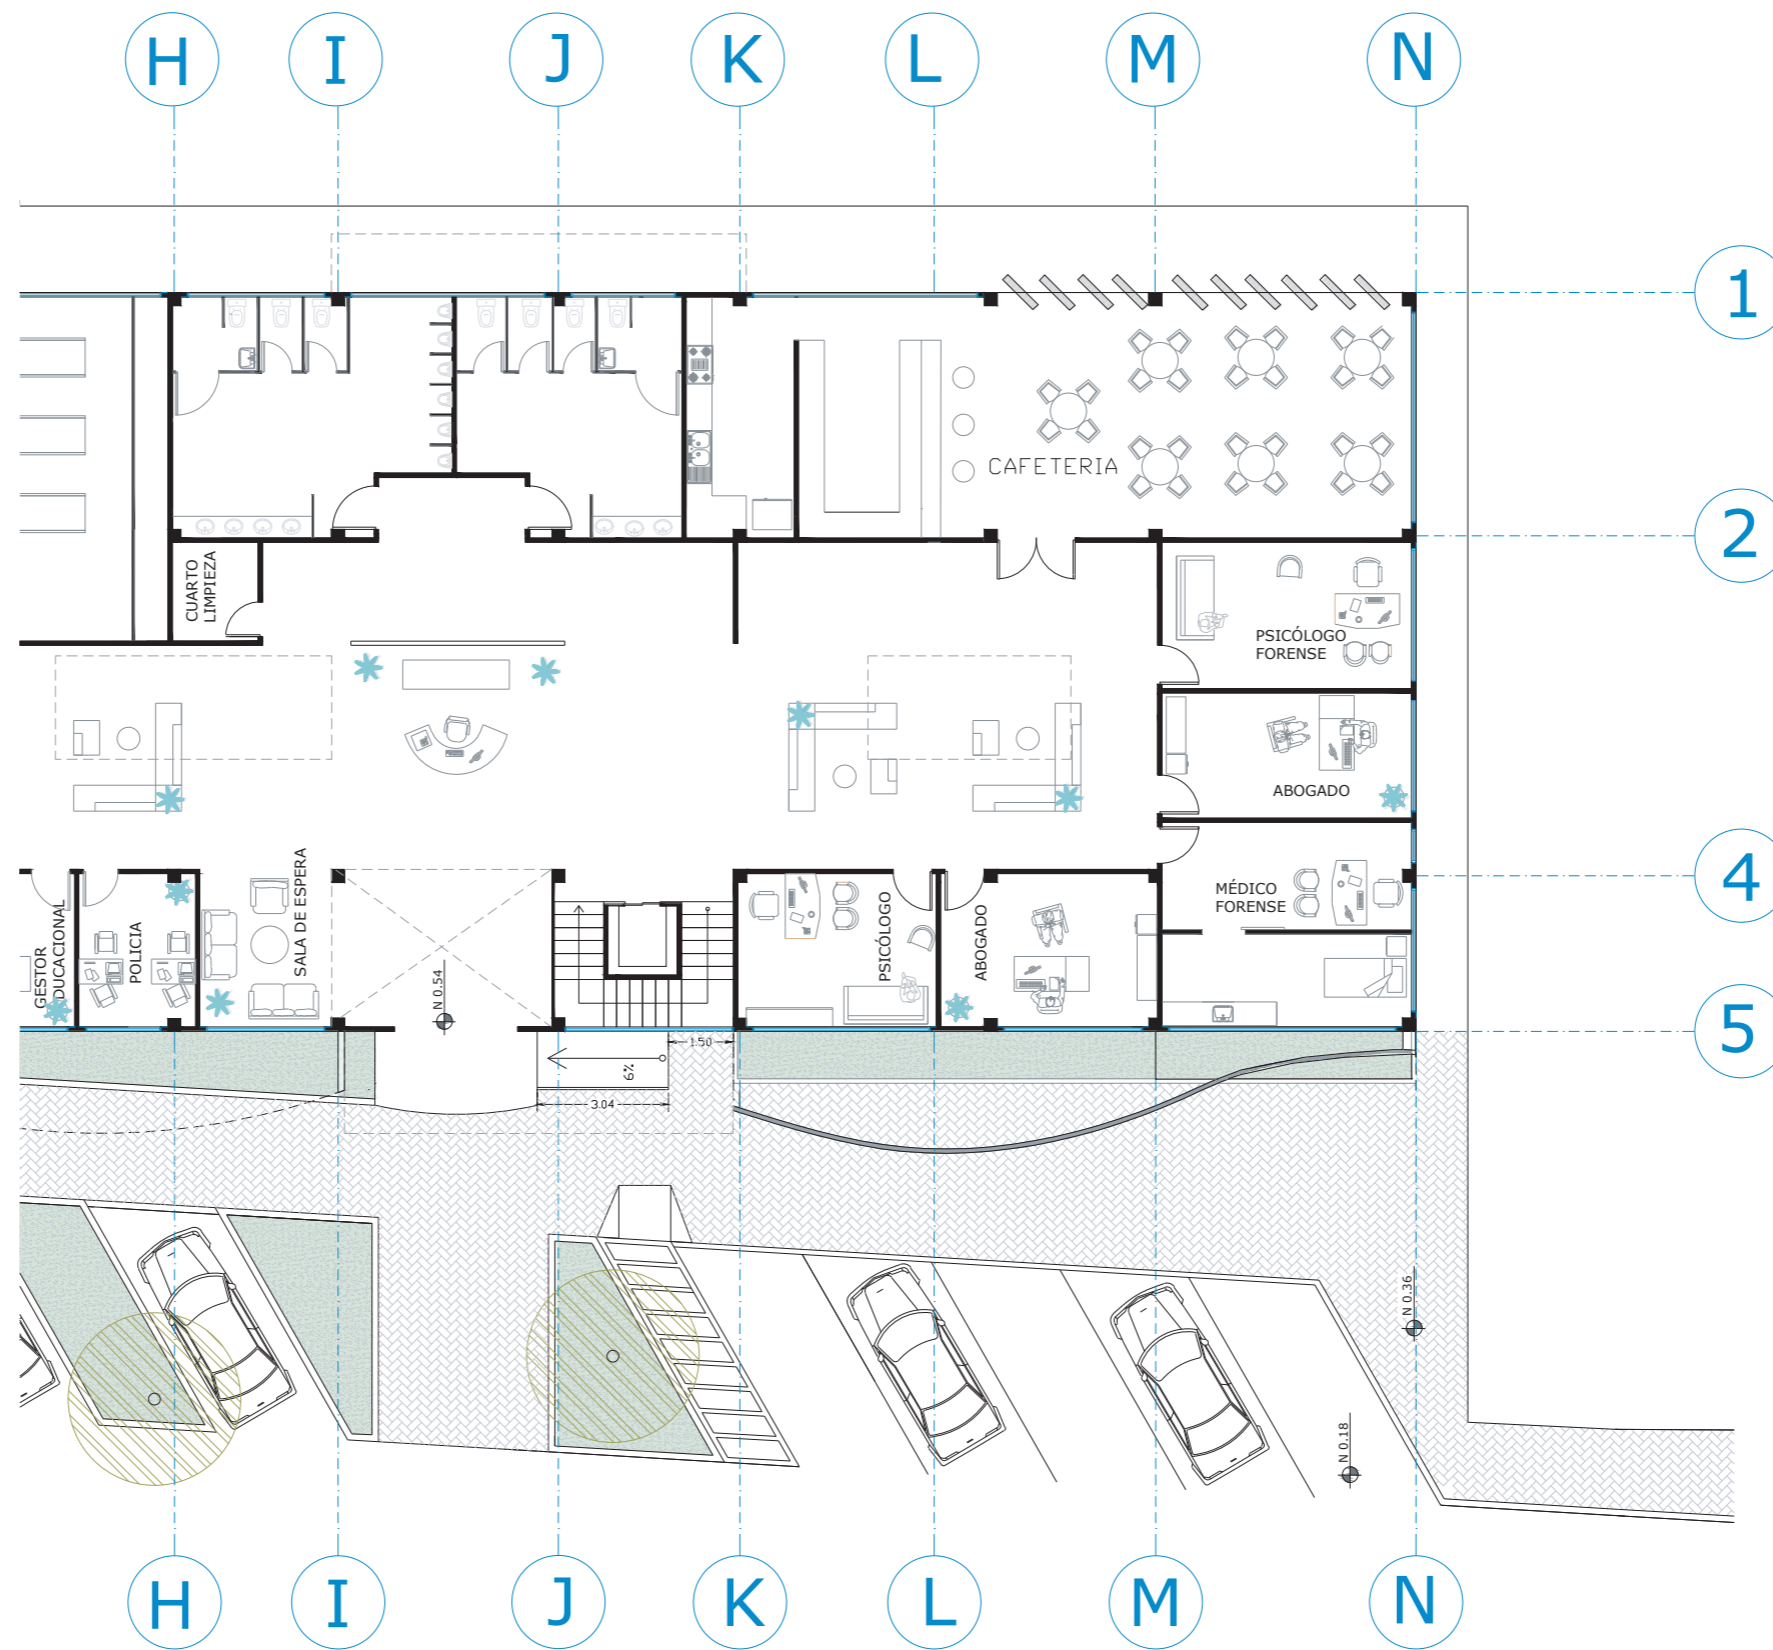 H I J K L M N
1
CAFETERIA
2
CUARTO
LIMPIEZA
PSICÓLOGO
FORENSE
ABOGADO
4
GESTOR
DUCACIONAL
POLICIA
SALA DE ESPERA
N 0.54
PSICÓLOGO
ABOGADO
MÉDICO
FORENSE
5
1.50
6%
3.04
N 0.36
N 0.18
H I J K L M N